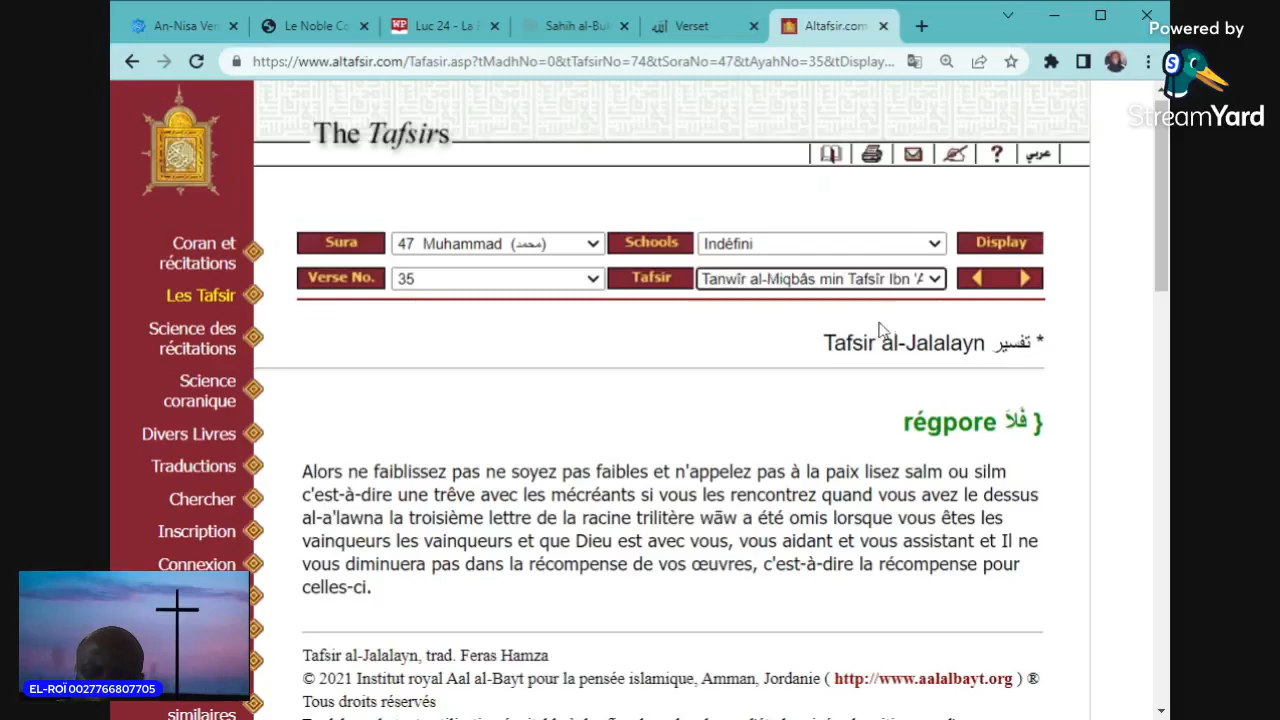 An-Nisa Ver
Le Noble Co
Luc 24 - La B
Sahih al-Bul
Verset
Altafsir.com
Powered by
https://www.altafsir.com/Tafasir.asp?tMadhNo=0&tTafsirNo=74&tSoraNo=47&tAyahNo=35&tDisplay...
StreamYard
The Tafsirs
عربي
Coran et
récitations
Les Tafsir
Science des
récitations
Science
coranique
Divers Livres
Traductions
Chercher
Inscription
Connexion
similaires
Sura
47 Muhammad (محمد)
Schools
Indéfini
Display
Verse No.
35
Tafsir
Tanwîr al-Miqbâs min Tafsîr Ibn '
* تفسير Tafsir al-Jalalayn
{ فَلاَ régpore
Alors ne faiblissez pas ne soyez pas faibles et n'appelez pas à la paix lisez salm ou silm
c'est-à-dire une trêve avec les mécréants si vous les rencontrez quand vous avez le dessus
al-a'lawna la troisième lettre de la racine trilitère wāw a été omis lorsque vous êtes les
vainqueurs les vainqueurs et que Dieu est avec vous, vous aidant et vous assistant et Il ne
vous diminuera pas dans la récompense de vos œuvres, c'est-à-dire la récompense pour
celles-ci.
Tafsir al-Jalalayn, trad. Feras Hamza
© 2021 Institut royal Aal al-Bayt pour la pensée islamique, Amman, Jordanie ( http://www.aalalbayt.org ) ®
Tous droits réservés
EL-ROÏ 0027766807705